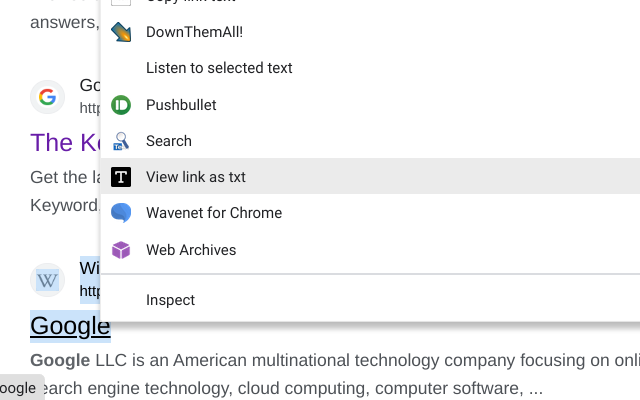 answers,
DownThemAll!
Listen to selected text
Go
http
Pushbullet
Search
The Ke
View link as txt
Get the la
Keyword.
Wavenet for Chrome
Web Archives
Wi
http
Inspect
Google
Google LLC is an American multinational technology company focusing on onli
oogle
earch engine technology, cloud computing, computer software, ...